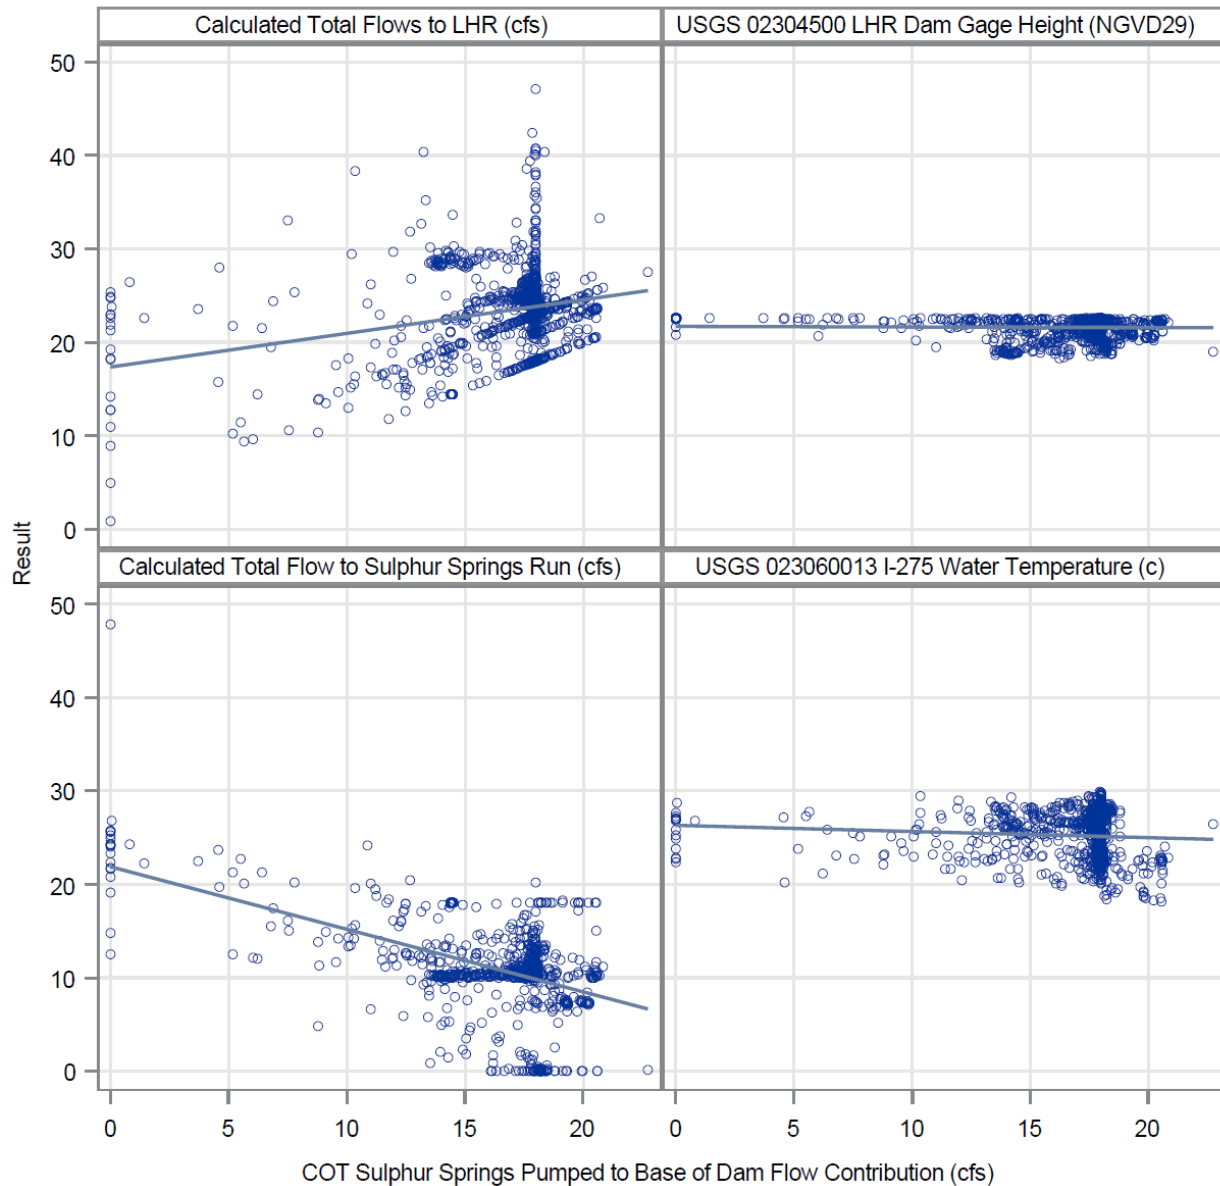 Calculated Total Flows to LHR (cfs)
USGS 02304500 LHR Dam Gage Height (NGVD29)
50
40
30
20
10
0
Result
Calculated Total Flow to Sulphur Springs Run (cfs)
USGS 023060013 I-275 Water Temperature (c)
50
40
30
20
10
0
0 5 10 15 20 0 5 10 15 20
COT Sulphur Springs Pumped to Base of Dam Flow Contribution (cfs)